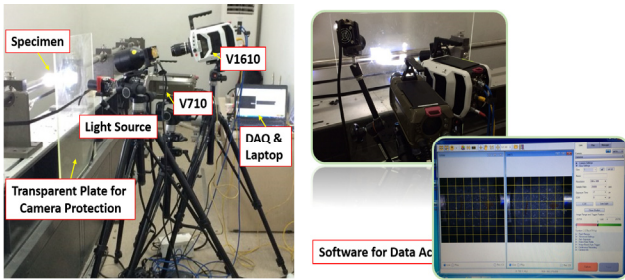 Specimen
V1610
V710
Light Source
DAQ &
Laptop
Transparent Plate for
Camera Protection
Software for Data Ac